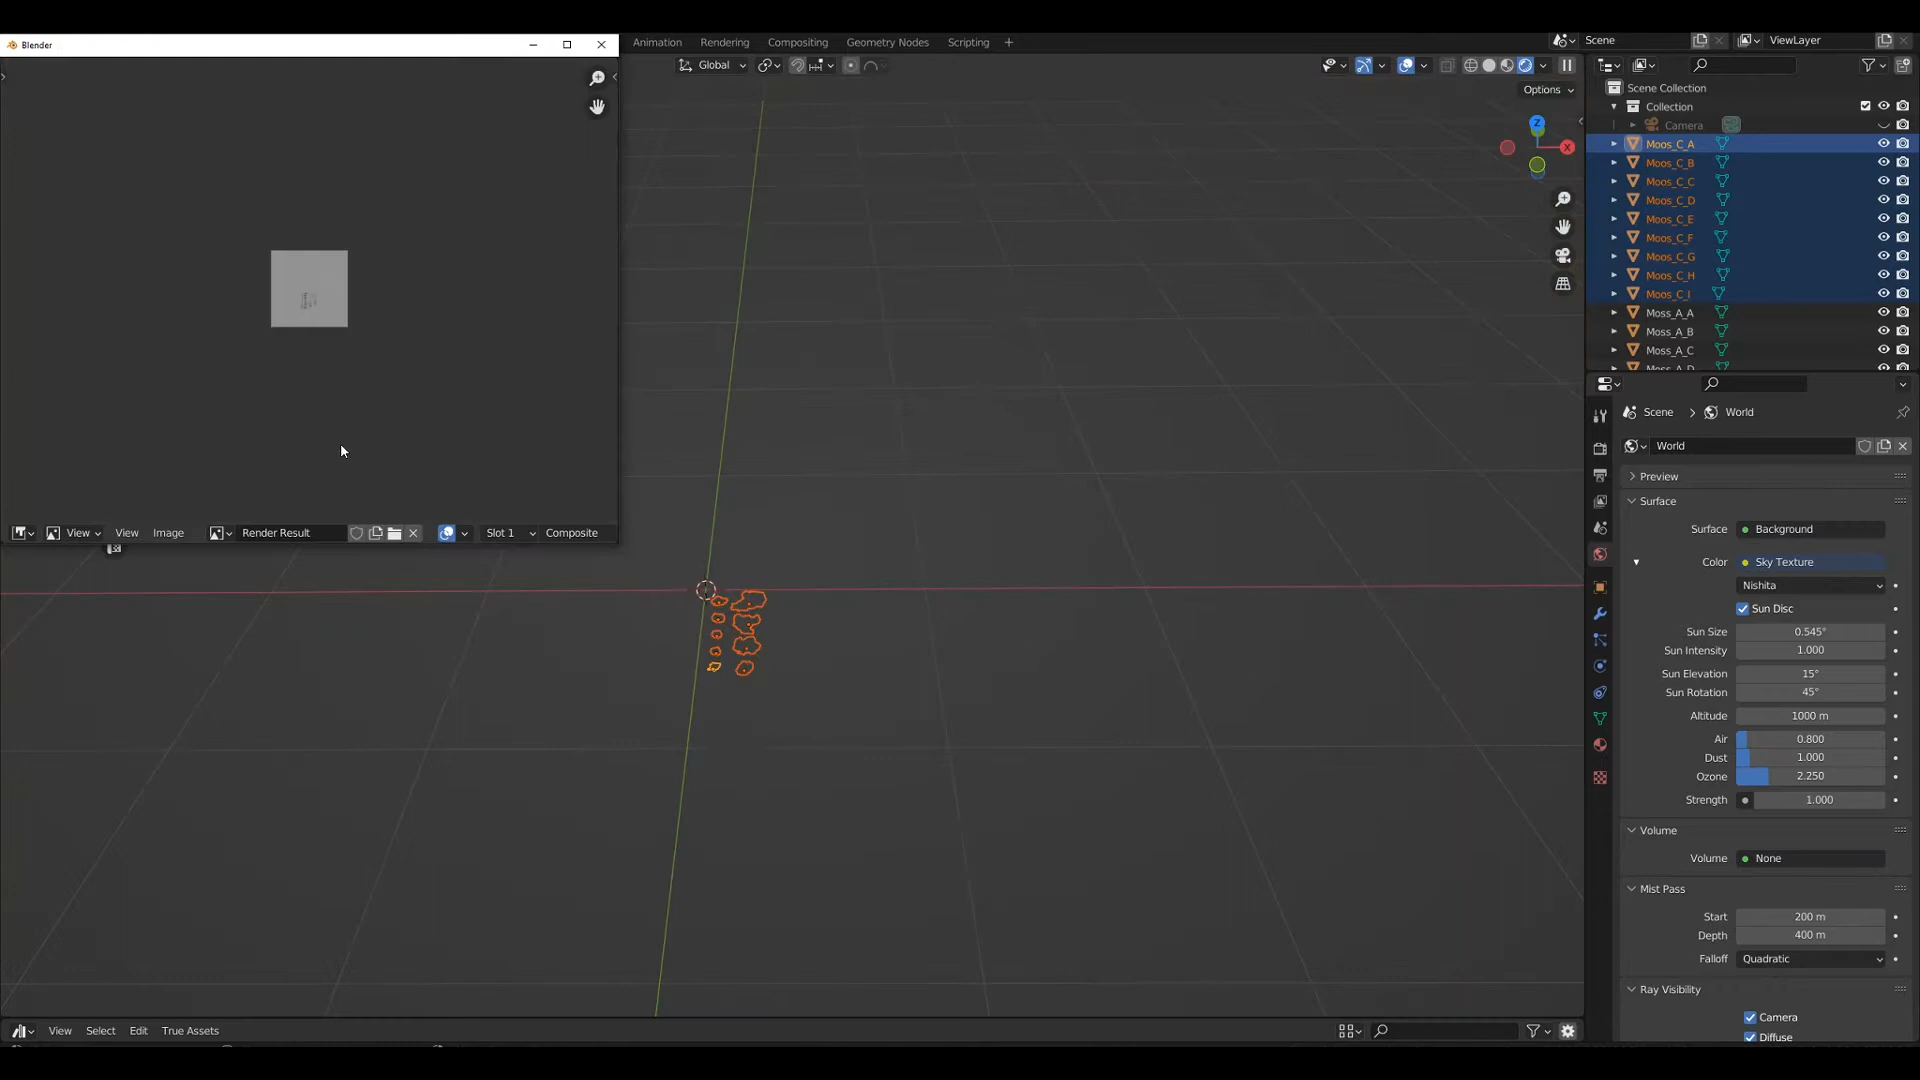 Blender
Animation
Rendering
Compositing
Geometry Nodes
Scripting
Scene
ViewLayer
Global
Options
Z
X
Scene Collection
Collection
Camera
Moos_C_A
Moos_C_B
Moos_C_C
Moos_C_D
Moos_C_E
Moos_C_F
Moos_C_G
Moos_C_H
Moos_C_I
Moss_A_A
Moss_A_B
Moss_A_C
Moss_A_D
View
View
Image
Render Result
Slot 1
Composite
Scene
World
World
Preview
Surface
Surface
Background
Color
Sky Texture
Nishita
Sun Disc
Sun Size 0.545°
Sun Intensity 1.000
Sun Elevation 15°
Sun Rotation 45°
Altitude 1000 m
Air 0.800
Dust 1.000
Ozone 2.250
Strength 1.000
Volume
Volume None
Mist Pass
Start 200 m
Depth 400 m
Falloff Quadratic
Ray Visibility
Camera
Diffuse
View
Select
Edit
True Assets